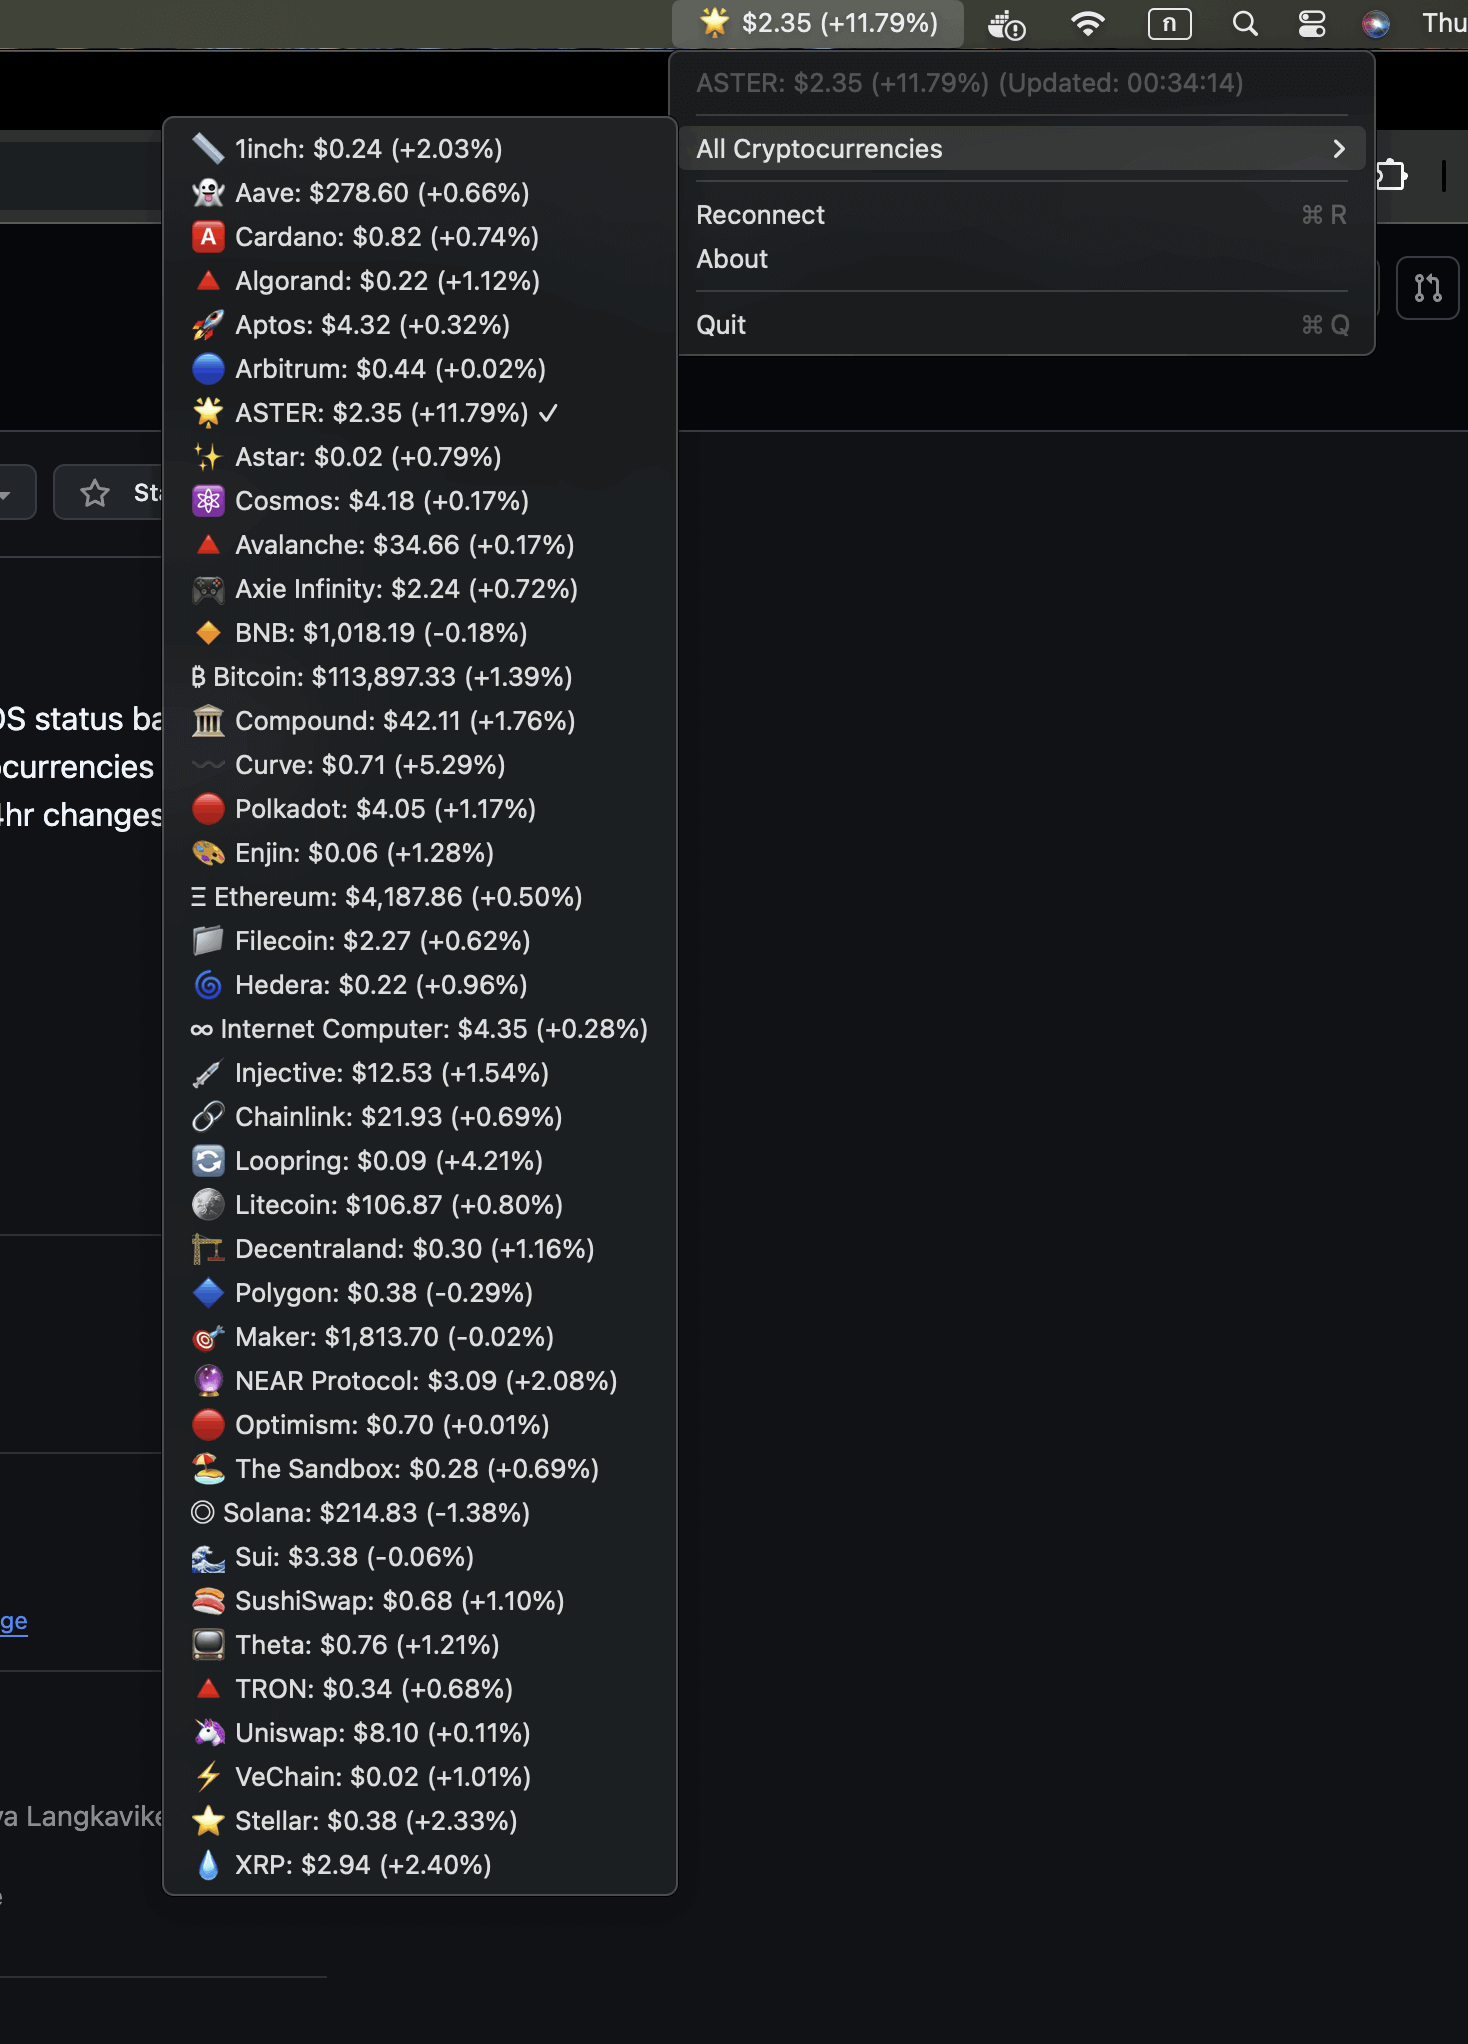 $2.35 (+11.79%)
ก
Thu
ASTER: $2.35 (+11.79%) (Updated: 00:34:14)
All Cryptocurrencies
Reconnect ⌘ R
About
Quit ⌘ Q
1inch: $0.24 (+2.03%)
Aave: $278.60 (+0.66%)
A Cardano: $0.82 (+0.74%)
Algorand: $0.22 (+1.12%)
Aptos: $4.32 (+0.32%)
Arbitrum: $0.44 (+0.02%)
ASTER: $2.35 (+11.79%) ✓
Astar: $0.02 (+0.79%)
Cosmos: $4.18 (+0.17%)
Avalanche: $34.66 (+0.17%)
Axie Infinity: $2.24 (+0.72%)
BNB: $1,018.19 (-0.18%)
₿ Bitcoin: $113,897.33 (+1.39%)
Compound: $42.11 (+1.76%)
Curve: $0.71 (+5.29%)
Polkadot: $4.05 (+1.17%)
Enjin: $0.06 (+1.28%)
Ξ Ethereum: $4,187.86 (+0.50%)
Filecoin: $2.27 (+0.62%)
Hedera: $0.22 (+0.96%)
∞ Internet Computer: $4.35 (+0.28%)
Injective: $12.53 (+1.54%)
Chainlink: $21.93 (+0.69%)
Loopring: $0.09 (+4.21%)
Litecoin: $106.87 (+0.80%)
Decentraland: $0.30 (+1.16%)
Polygon: $0.38 (-0.29%)
Maker: $1,813.70 (-0.02%)
NEAR Protocol: $3.09 (+2.08%)
Optimism: $0.70 (+0.01%)
The Sandbox: $0.28 (+0.69%)
◎ Solana: $214.83 (-1.38%)
Sui: $3.38 (-0.06%)
SushiSwap: $0.68 (+1.10%)
Theta: $0.76 (+1.21%)
TRON: $0.34 (+0.68%)
Uniswap: $8.10 (+0.11%)
VeChain: $0.02 (+1.01%)
Stellar: $0.38 (+2.33%)
XRP: $2.94 (+2.40%)
OS status ba
currencies
4hr changes
ge
ya Langkavike